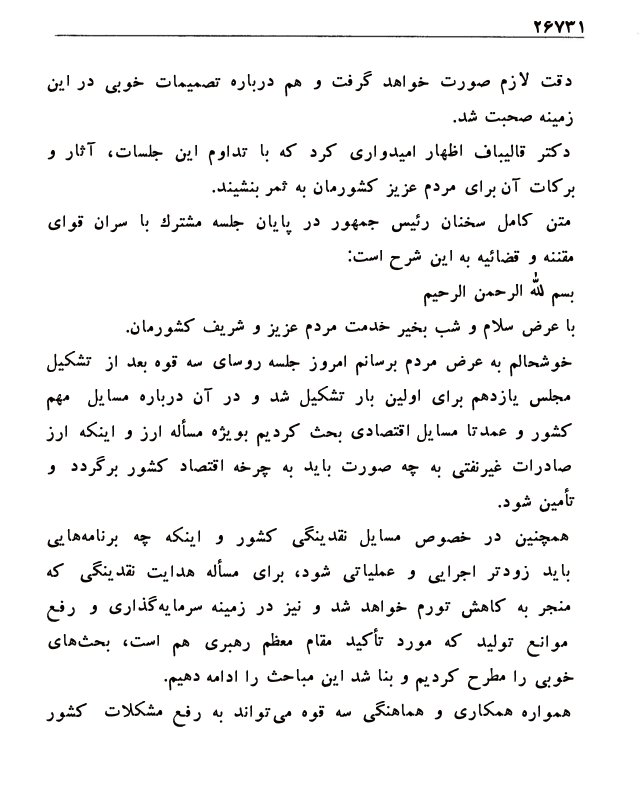 ۲۶۷۳۱
دقت لازم صورت خواهد گرفت و هم درباره تصمیمات خوبی در این
زمینه صحبت شد.
دکتر قالیباف اظهار امیدواری کرد که با تداوم این جلسات، آثار و
برکات آن برای مردم عزیز کشورمان به ثمر بنشیند.
متن کامل سخنان رئیس جمهور در پایان جلسه مشترك با سران قوای
مقننه و قضائیه به این شرح است:
بسم الله الرحمن الرحیم
با عرض سلام و شب بخیر خدمت مردم عزیز و شریف کشورمان.
خوشحالم به عرض مردم برسانم امروز جلسه روسای سه قوه بعد از تشکیل
مجلس یازدهم برای اولین بار تشکیل شد و در آن درباره مسایل مهم
کشور و عمدتا مسایل اقتصادی بحث کردیم بویژه مسأله ارز و اینکه ارز
صادرات غیرنفتی به چه صورت باید به چرخه اقتصاد کشور برگردد و
تأمین شود.
همچنین در خصوص مسایل نقدینگی کشور و اینکه چه برنامه‌هایی
باید زودتر اجرایی و عملیاتی شود، برای مسأله هدایت نقدینگی که
منجر به کاهش تورم خواهد شد و نیز در زمینه سرمایه‌گذاری و رفع
موانع تولید که مورد تأکید مقام معظم رهبری هم است، بحث‌های
خوبی را مطرح کردیم و بنا شد این مباحث را ادامه دهیم.
همواره همکاری و هماهنگی سه قوه می‌تواند به رفع مشکلات کشور